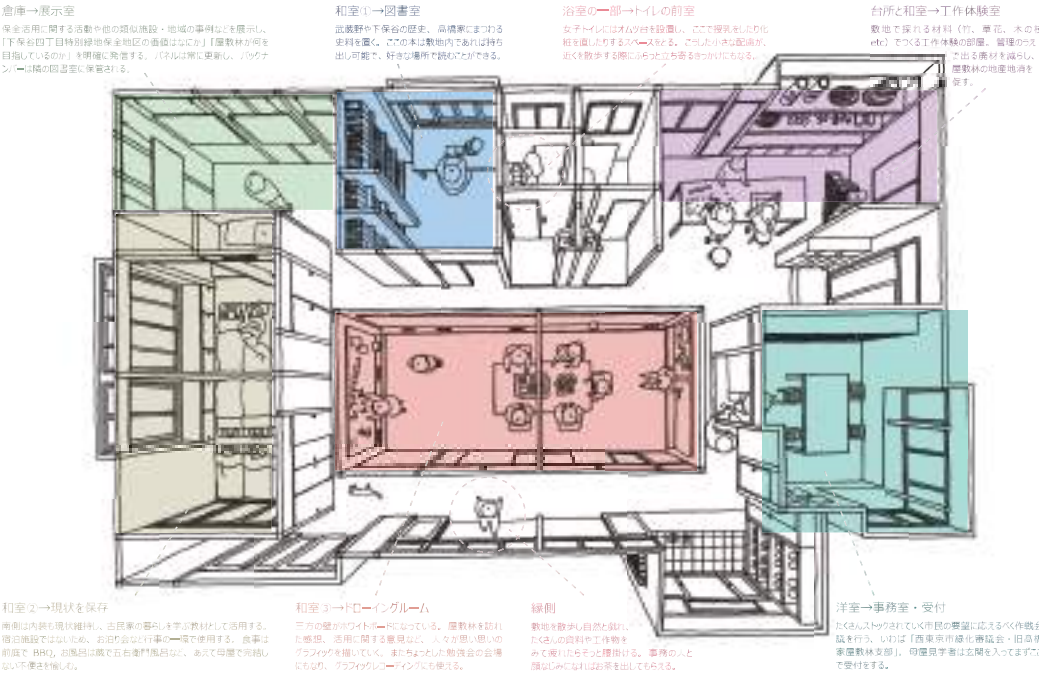 倉庫→展示室
保全活用に関する活動や他の類似施設・地域の事例などを展示し、
「下保谷四丁目特別緑地保全地区の価値はなにか」「屋敷林が何を
目指しているのか」を明確に発信する。パネルは常に更新し、バックナ
ンバーは隣の図書室に保管される。
和室①→図書室
武蔵野や下保谷の歴史、高橋家にまつわる
史料を置く。ここの本は敷地内であれば持ち
出し可能で、好きな場所で読むことができる。
浴室の一部→トイレの前室
女子トイレにはオムツ台を設置し、ここで授乳をしたり化
粧を直したりするスペースをとる。こうした小さな配慮が、
近くを散歩する際にふらっと立ち寄るきっかけにもなる。
台所と和室→工作体験室
敷地で採れる材料（竹、草花、木の枝
etc）でつくる工作体験の部屋。管理のうえ
で出る廃材を減らし、
屋敷林の地産地消を
促す。
和室②→現状を保存
南側は内装も現状維持し、古民家の暮らしを学ぶ教材として活用する。
宿泊施設ではないため、お泊り会など行事の一環で使用する。食事は
前庭で BBQ、お風呂は蔵で五右衛門風呂など、あえて母屋で完結し
ない不便さを愉しむ。
和室③→ドローイングルーム
三方の壁がホワイトボードになっている。屋敷林を訪れ
た感想、活用に関する意見など、人々が思い思いの
グラフィックを描いていく。またちょっとした勉強会の会場
にもなり、グラフィックレコーディングにも使える。
縁側
敷地を散歩し自然と戯れ、
たくさんの資料や工作物を
みて疲れたらそっと腰掛ける。事務の人と
顔なじみになればお茶を出してもらえる。
洋室→事務室・受付
たくさんストックされていく市民の要望に応えるべく作戦会
議を行う、いわば「西東京市緑化審議会・旧高橋
家屋敷林支部」。母屋見学者は玄関を入ってまずここ
で受付をする。